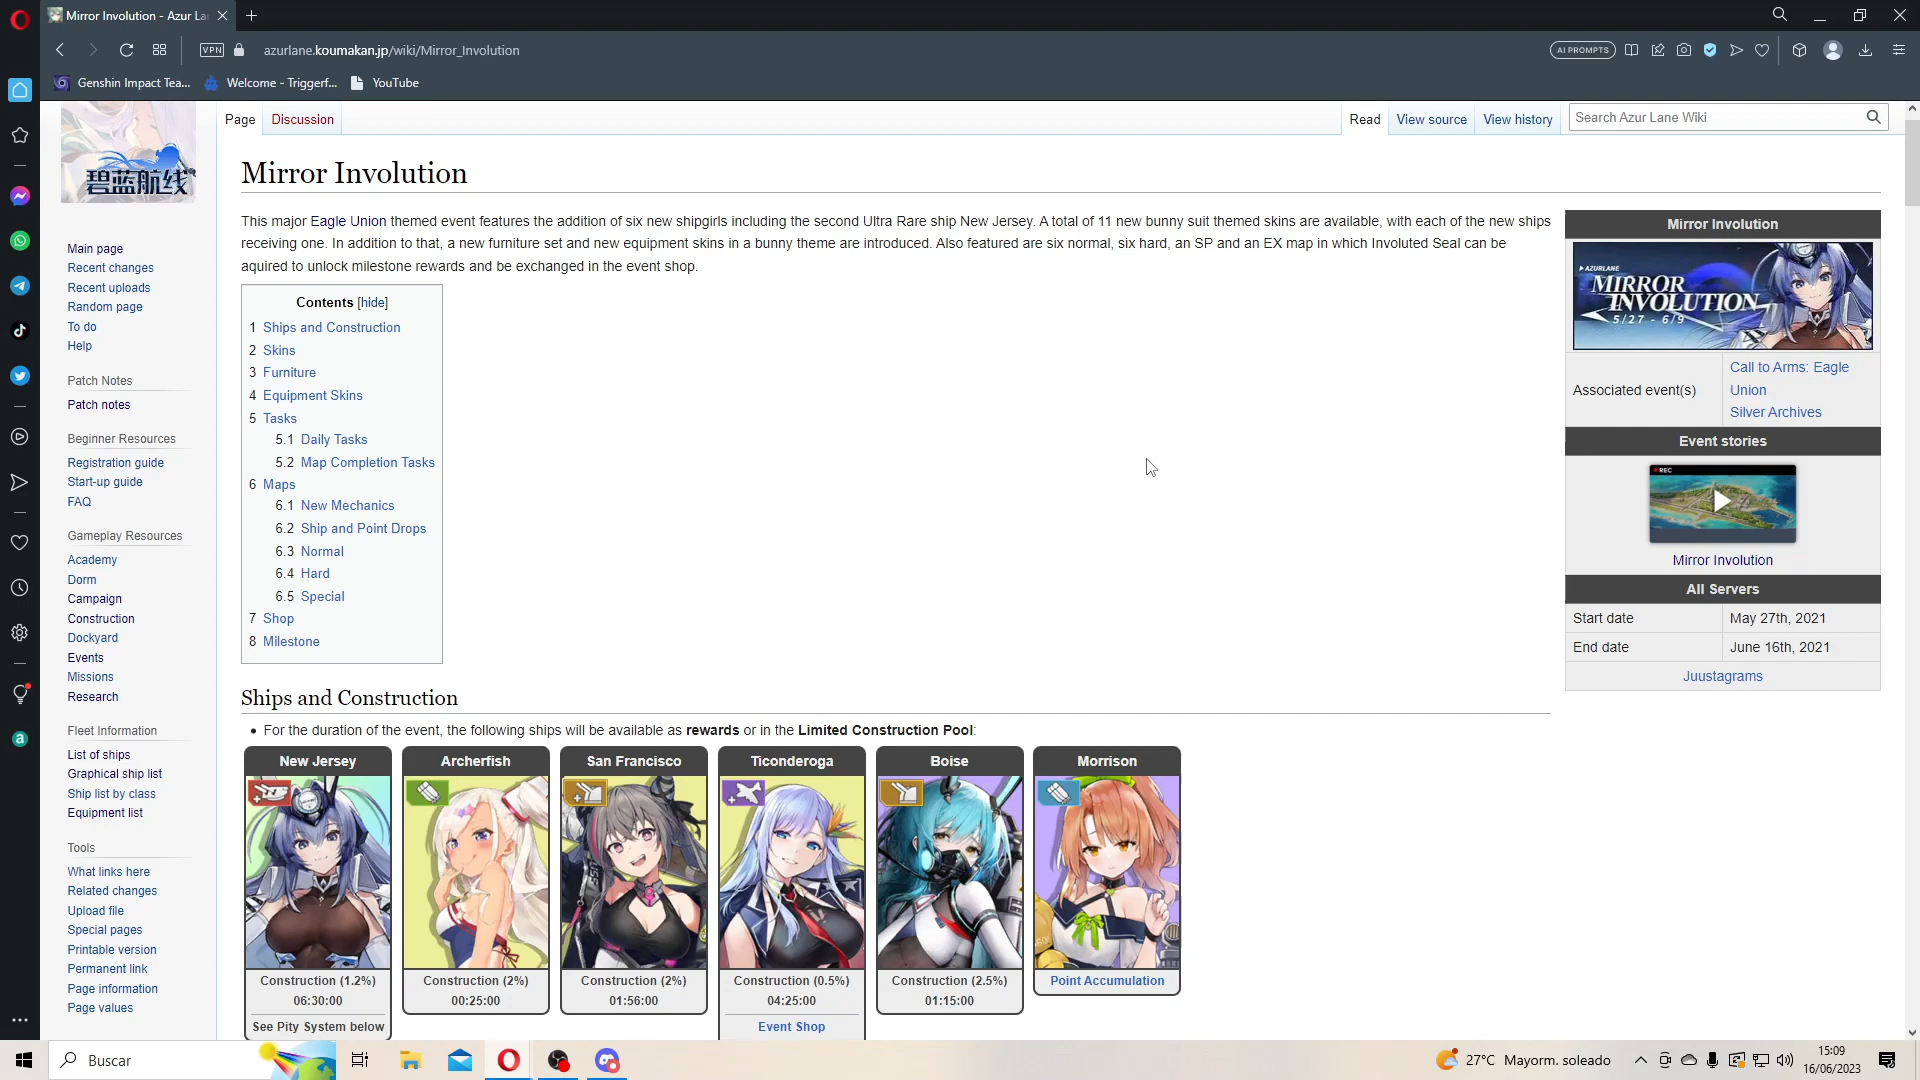 Mirror Involution - Azur La
VPN
azurlane.koumakan.jp/wiki/Mirror_Involution
AI PROMPTS
Genshin Impact Tea...
Welcome - Triggerf...
YouTube
碧蓝航线
Page
Discussion
Read
View source
View history
Search Azur Lane Wiki
Mirror Involution
This major Eagle Union themed event features the addition of six new shipgirls including the second Ultra Rare ship New Jersey. A total of 11 new bunny suit themed skins are available, with each of the new ships
receiving one. In addition to that, a new furniture set and new equipment skins in a bunny theme are introduced. Also featured are six normal, six hard, an SP and an EX map in which Involuted Seal can be
aquired to unlock milestone rewards and be exchanged in the event shop.
Main page
Recent changes
Recent uploads
Random page
To do
Help
Patch Notes
Patch notes
Beginner Resources
Registration guide
Start-up guide
FAQ
Gameplay Resources
Academy
Dorm
Campaign
Construction
Dockyard
Events
Missions
Research
Fleet Information
List of ships
Graphical ship list
Ship list by class
Equipment list
Tools
What links here
Related changes
Upload file
Special pages
Printable version
Permanent link
Page information
Page values
Contents [hide]
1 Ships and Construction
2 Skins
3 Furniture
4 Equipment Skins
5 Tasks
5.1 Daily Tasks
5.2 Map Completion Tasks
6 Maps
6.1 New Mechanics
6.2 Ship and Point Drops
6.3 Normal
6.4 Hard
6.5 Special
7 Shop
8 Milestone
Mirror Involution
AZURLANE
MIRROR
INVOLUTION
5/27 - 6/9
Associated event(s)
Call to Arms: Eagle
Union
Silver Archives
Event stories
REC
Mirror Involution
All Servers
Start date
May 27th, 2021
End date
June 16th, 2021
Juustagrams
Ships and Construction
• For the duration of the event, the following ships will be available as rewards or in the Limited Construction Pool:
New Jersey
Construction (1.2%)
06:30:00
See Pity System below
Archerfish
Construction (2%)
00:25:00
San Francisco
Construction (2%)
01:56:00
Ticonderoga
Construction (0.5%)
04:25:00
Event Shop
Boise
Construction (2.5%)
01:15:00
Morrison
Point Accumulation
Buscar
27°C Mayorm. soleado
15:09
16/06/2023